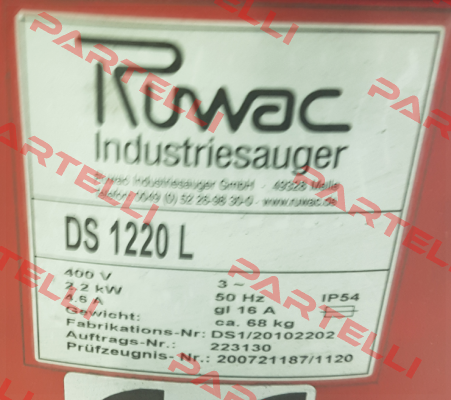 Ruwac
Industriesauger
Ruwac Industriesauger GmbH - 49328 Melle
Telefon 0049 (0) 52 26-98 30-0 - www.ruwac.de
DS 1220 L
400 V 3 ~
2,2 kW 50 Hz IP54
4,6 A gl 16 A
Gewicht: ca. 68 kg
Fabrikations-Nr: DS1/20102202
Auftrags-Nr.: 223130
Prüfzeugnis-Nr.: 200721187/1120
PARTELLI
PARTELLI
PARTELLI
PARTELLI
PARTELLI